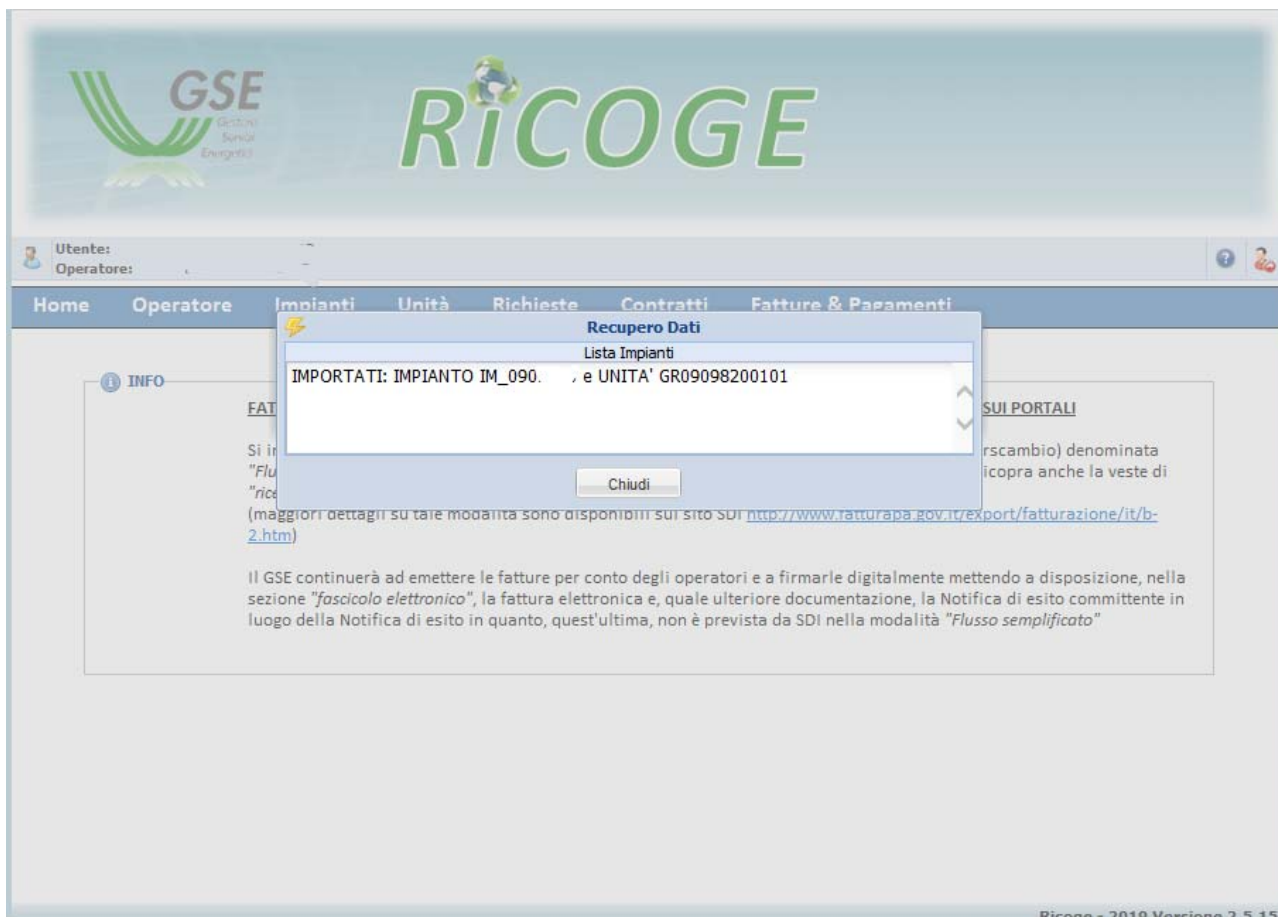 GSE
Gestore
Servizi
Energetici
RiCOGE
Utente:
Operatore:
Home Operatore Impianti Unità Richieste Contratti Fatture & Pagamenti
Recupero Dati
Lista Impianti
IMPORTATI: IMPIANTO IM_090. e UNITA' GR09098200101
Chiudi
INFO
FAT SUI PORTALI
Si in rscambio) denominata
"Flu icopra anche la veste di
"rice
(maggiori dettagli su tale modalità sono disponibili sul sito SDI http://www.fatturapa.gov.it/export/fatturazione/it/b-
2.htm)
Il GSE continuerà ad emettere le fatture per conto degli operatori e a firmarle digitalmente mettendo a disposizione, nella
sezione "fascicolo elettronico", la fattura elettronica e, quale ulteriore documentazione, la Notifica di esito committente in
luogo della Notifica di esito in quanto, quest'ultima, non è prevista da SDI nella modalità "Flusso semplificato"
Ricoge - 2019 Versione 2.5.15